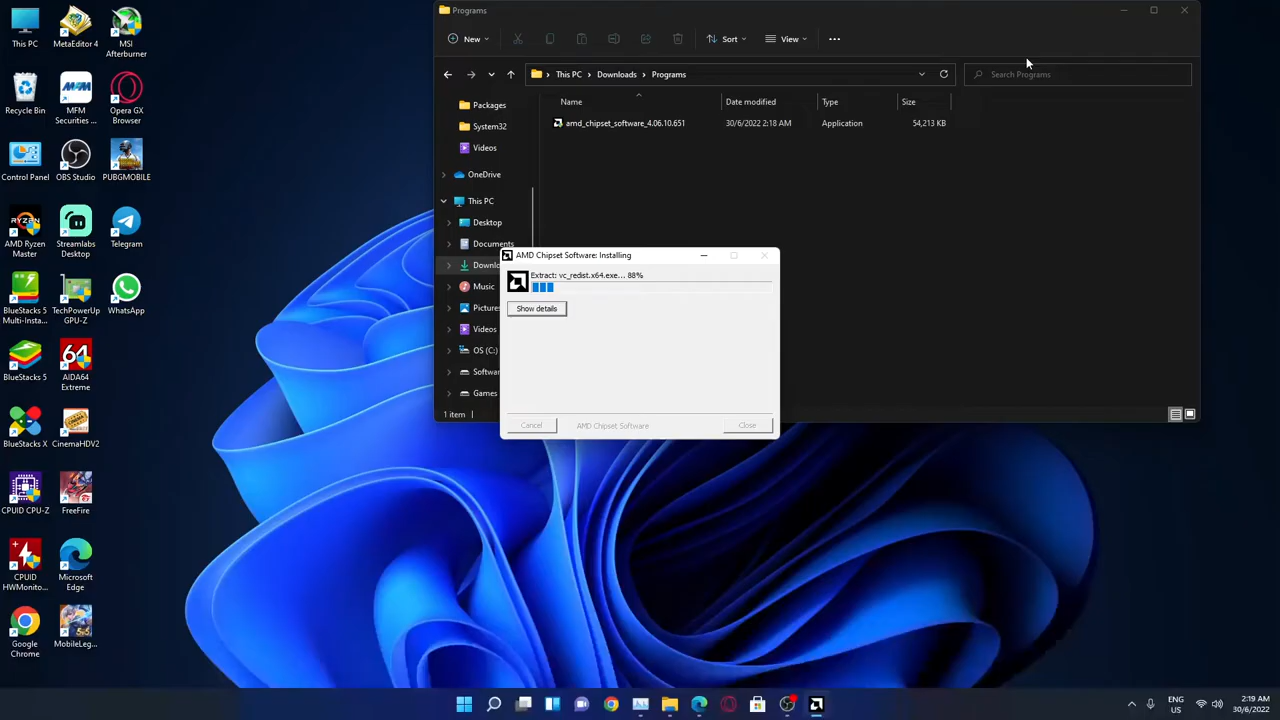 Programs
New
Sort
View
This PC
Downloads
Programs
Search Programs
Name
Date modified
Type
Size
amd_chipset_software_4.06.10.651
30/6/2022 2:18 AM
Application
54,213 KB
Packages
System32
Videos
OneDrive
This PC
Desktop
Documents
Downlo
Music
Pictures
Videos
OS (C:)
Softwar
Games
1 item
AMD Chipset Software: Installing
Extract: vc_redist.x64.exe... 88%
Show details
Cancel
AMD Chipset Software
Close
This PC
MetaEditor 4
MSI
Afterburner
Recycle Bin
MFM
MFM
Securities ...
Opera GX
Browser
Control Panel
OBS Studio
PUBGMOBILE
RYZEN
AMD Ryzen
Master
Streamlabs
Desktop
Telegram
BlueStacks 5
Multi-Insta...
TechPowerUp
GPU-Z
WhatsApp
BlueStacks 5
64
AIDA64
Extreme
BlueStacks X
CinemaHDV2
CPUID CPU-Z
FreeFire
CPUID
HWMonito...
Microsoft
Edge
Google
Chrome
MobileLeg...
ENG
US
2:19 AM
30/6/2022